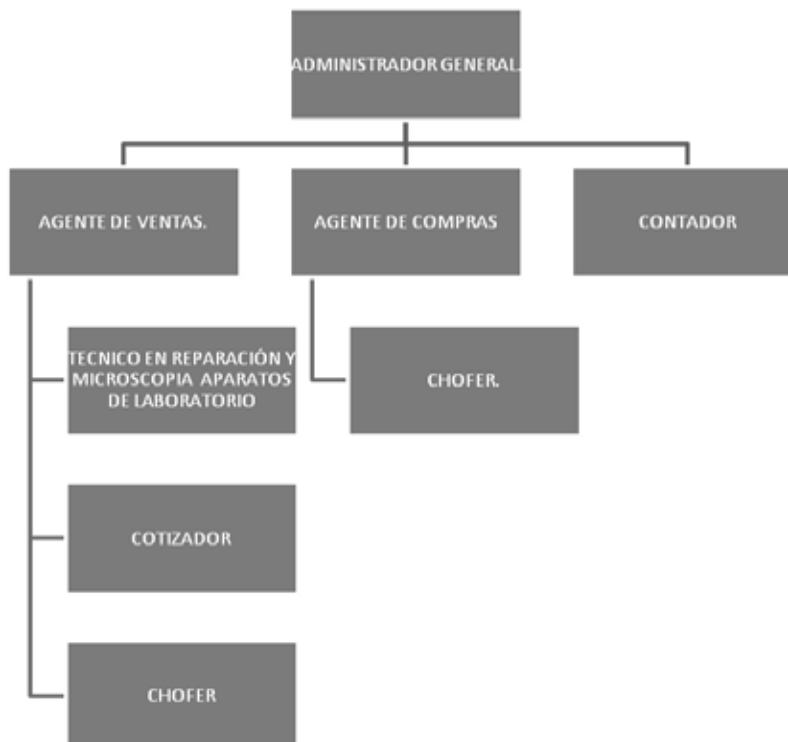 ADMINISTRADOR GENERAL.
AGENTE DE VENTAS.
AGENTE DE COMPRAS
CONTADOR
TECNICO EN REPARACIÓN Y
MICROSCOPIA APARATOS
DE LABORATORIO
CHOFER.
COTIZADOR
CHOFER